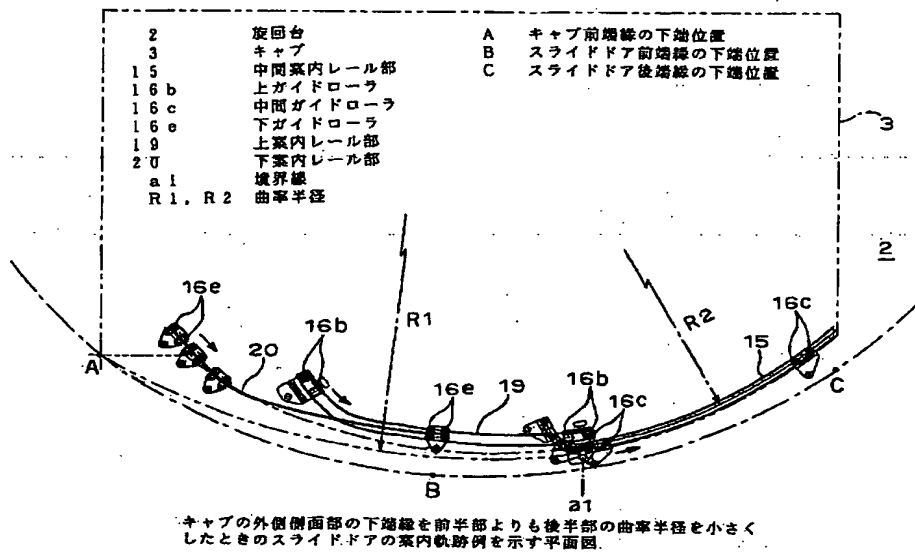 2 旋回台
3 キャブ
15 中間案内レール部
16b 上ガイドローラ
16c 中間ガイドローラ
16e 下ガイドローラ
19 上案内レール部
20 下案内レール部
a1 境界線
R1, R2 曲率半径
A キャブ前端縁の下端位置
B スライドドア前端縁の下端位置
C スライドドア後端縁の下端位置
3
2
16e
16b
R1
R2
16c
15
A
20
16e
19
16b
16c
C
B
a1
キャブの外側側面部の下端縁を前半部よりも後半部の曲率半径を小さく
したときのスライドドアの案内軌跡例を示す平面図